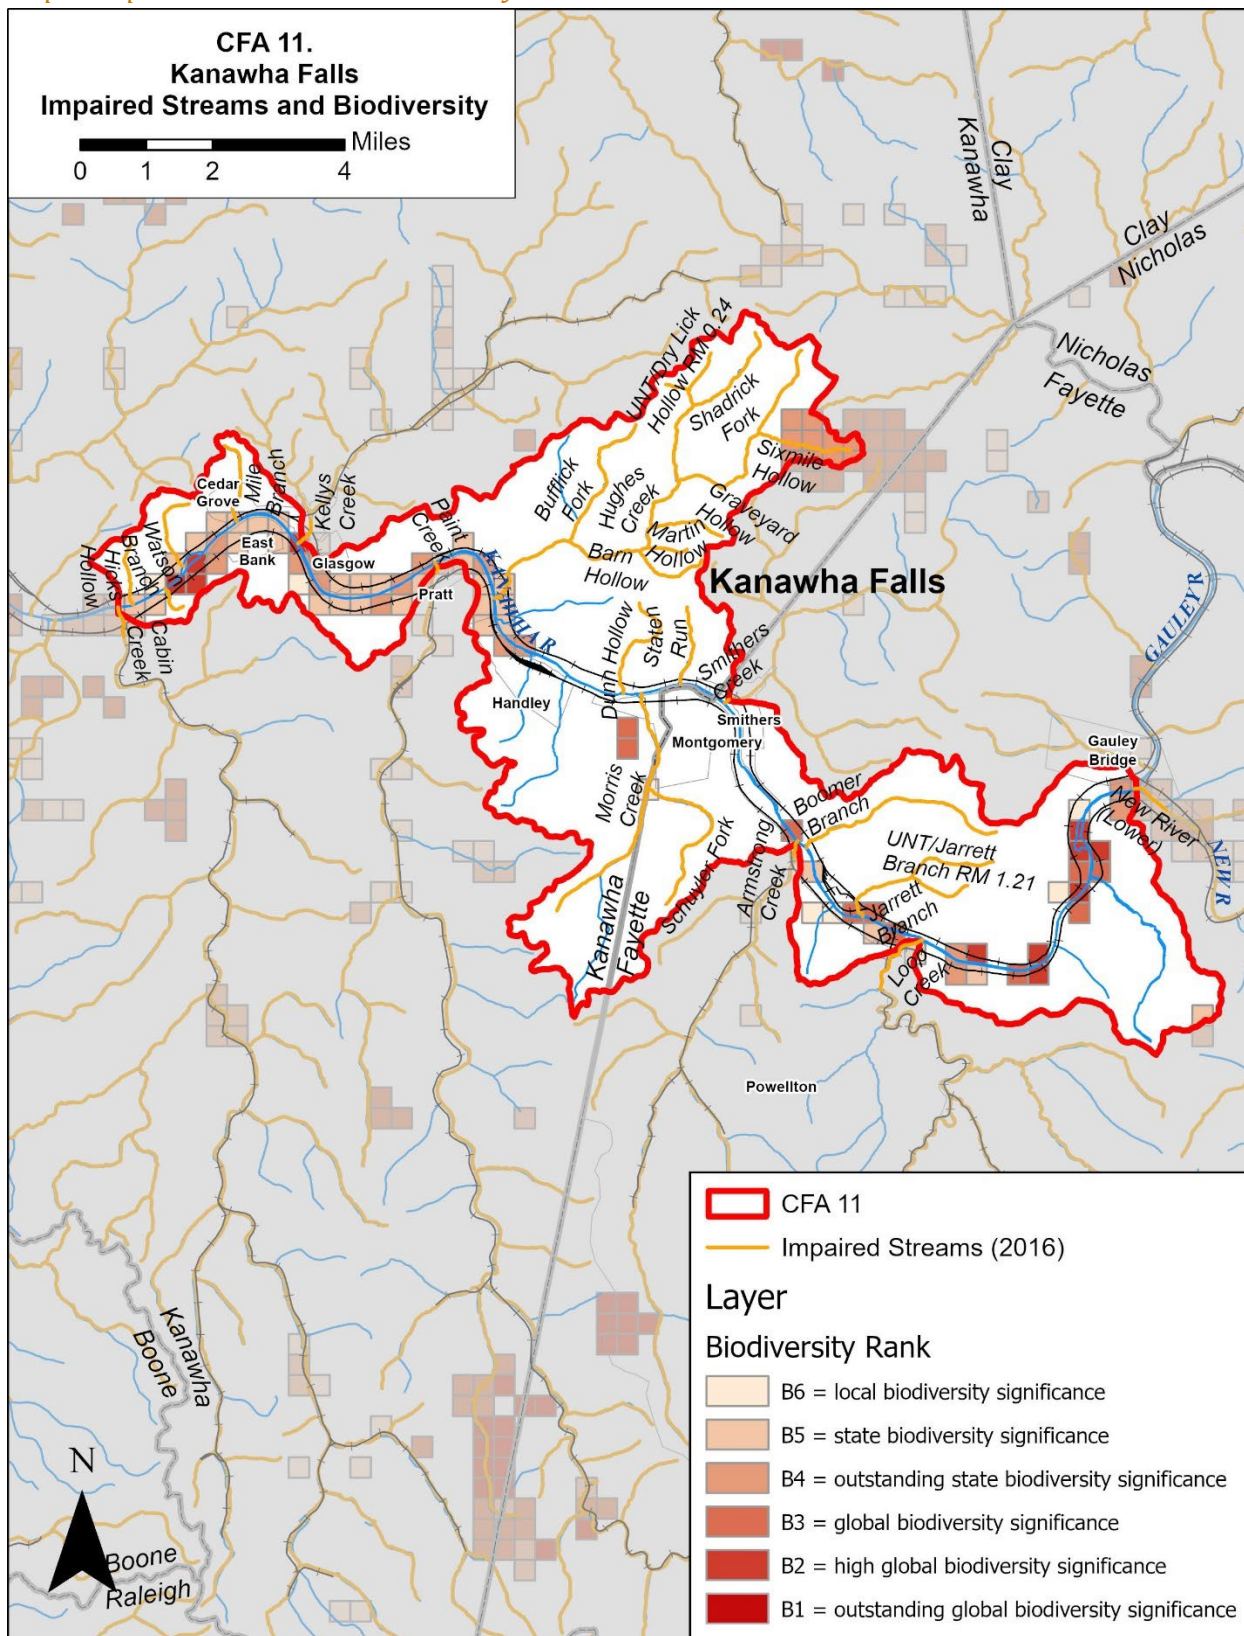 CFA 11.
Kanawha Falls
Impaired Streams and Biodiversity
Miles
0 1 2 4
Clay
Kanawha
Clay
Nicholas
Nicholas
Fayette
UNT/Dry Lick
Hollow RM 0.24
Shadrick
Fork
Sixmile
Hollow
Bufflick
Fork
Hughes
Creek
Graveyard
Hollow
Martin
Hollow
Barn
Hollow
Cedar
Grove
Mile
Branch
Kellys
Creek
Paint
Creek
East
Bank
Glasgow
Watson
Branch
Hicks
Hollow
Pratt
KANAWHA R
Kanawha Falls
GAULEY R
Cabin
Creek
Dunn Hollow
Staten
Run
Smithers
Creek
Handley
Smithers
Montgomery
Gauley
Bridge
New River
(Lower)
NEW R
Morris
Creek
Boomer
Branch
Armstrong
Creek
UNT/Jarrett
Branch RM 1.21
Jarrett
Branch
Schuyler Fork
Kanawha
Fayette
Loop
Creek
Powellton
Kanawha
Boone
N
Boone
Raleigh
CFA 11
Impaired Streams (2016)
Layer
Biodiversity Rank
B6 = local biodiversity significance
B5 = state biodiversity significance
B4 = outstanding state biodiversity significance
B3 = global biodiversity significance
B2 = high global biodiversity significance
B1 = outstanding global biodiversity significance